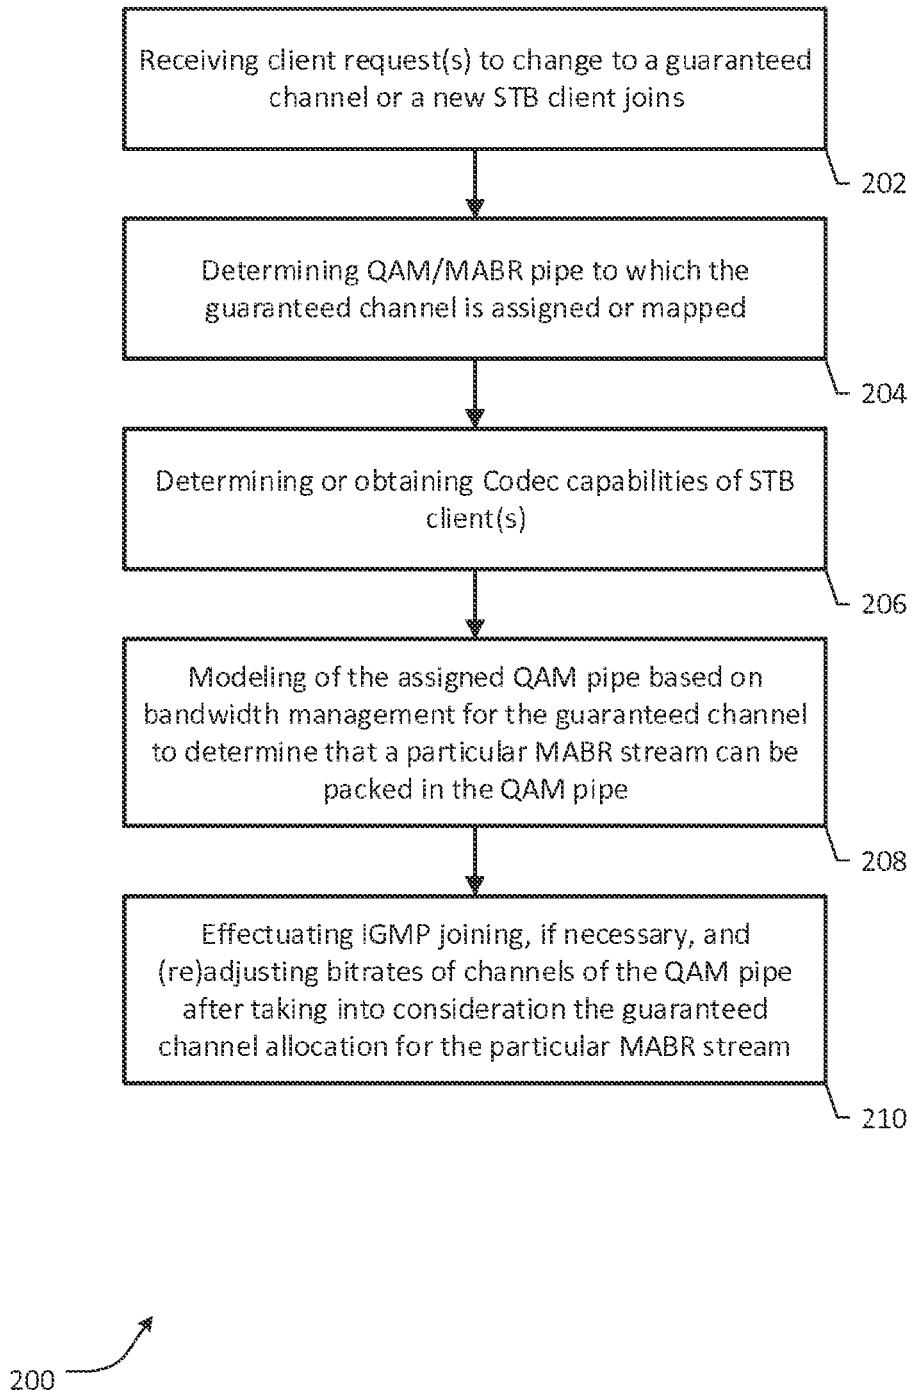 Receiving client request(s) to change to a guaranteed
channel or a new STB client joins
202
Determining QAM/MABR pipe to which the
guaranteed channel is assigned or mapped
204
Determining or obtaining Codec capabilities of STB
client(s)
206
Modeling of the assigned QAM pipe based on
bandwidth management for the guaranteed channel
to determine that a particular MABR stream can be
packed in the QAM pipe
208
Effectuating IGMP joining, if necessary, and
(re)adjusting bitrates of channels of the QAM pipe
after taking into consideration the guaranteed
channel allocation for the particular MABR stream
210
200